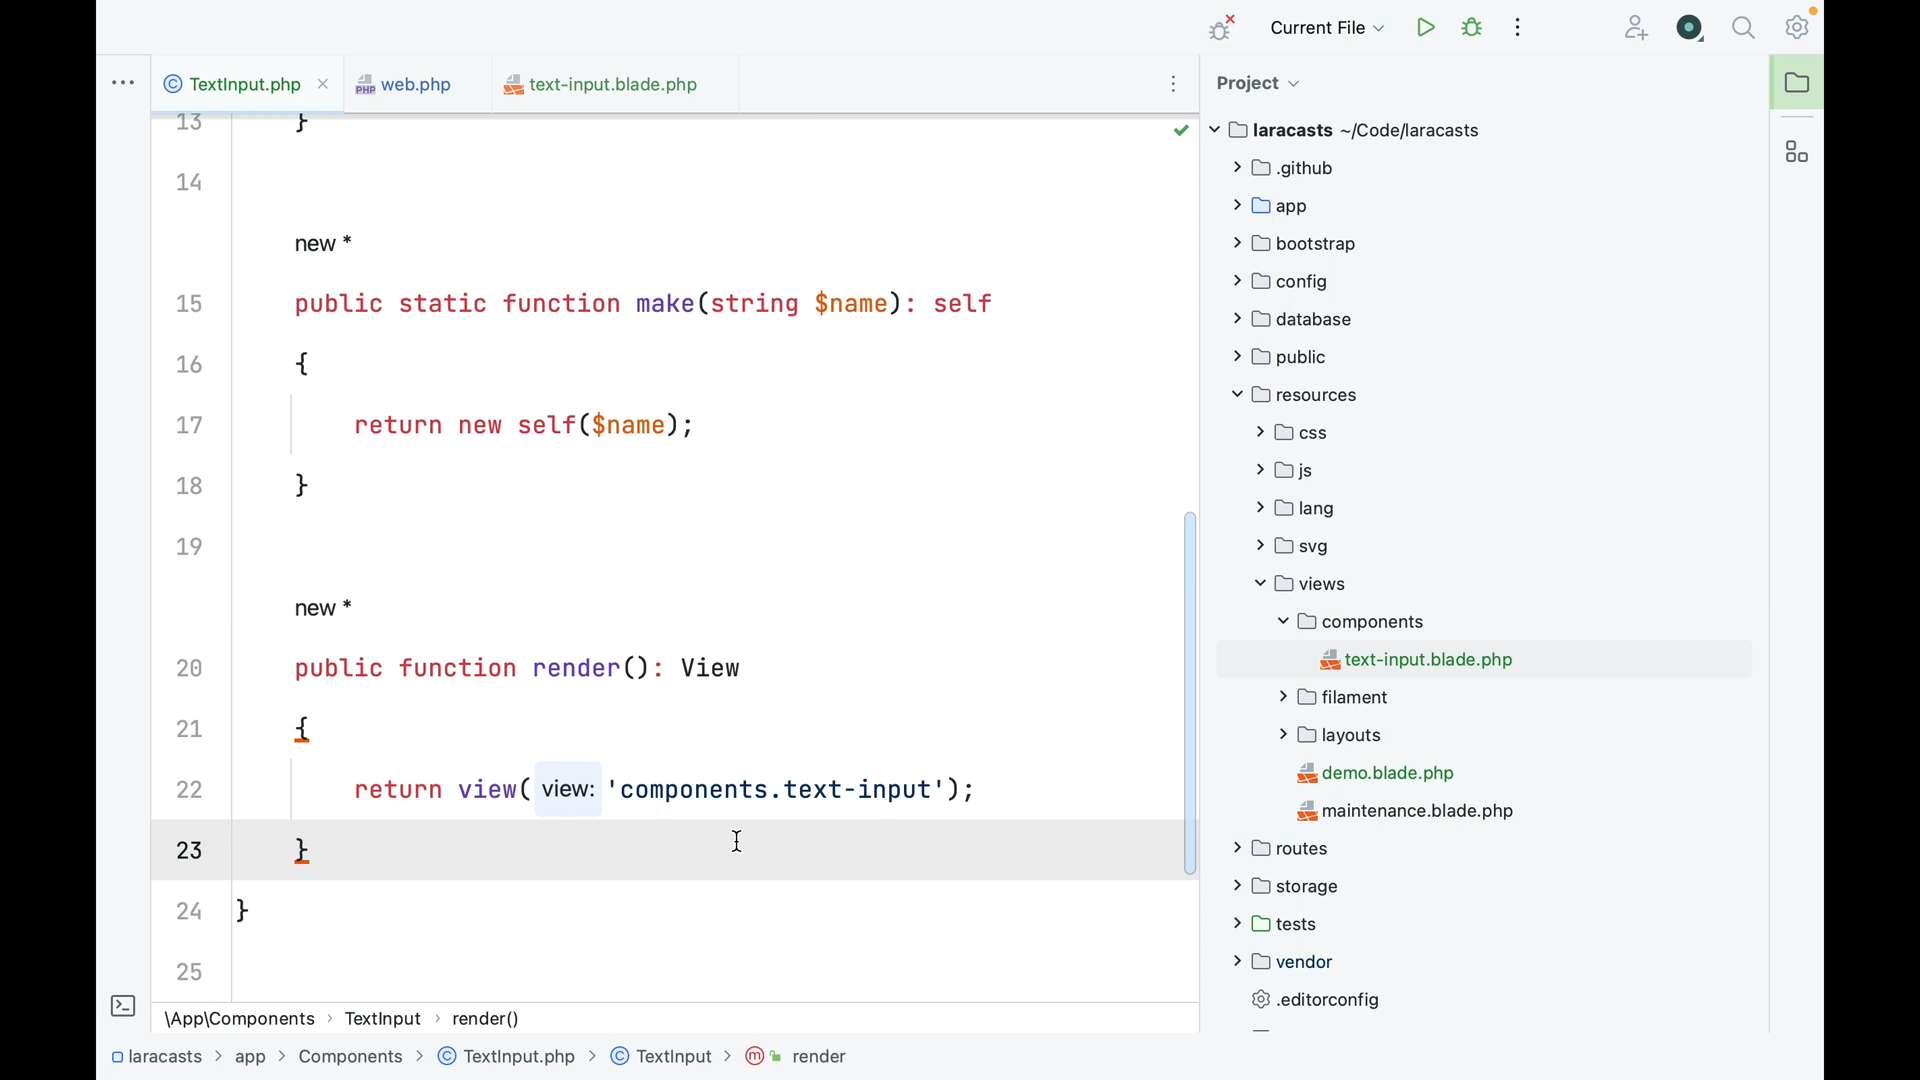 Current File
TextInput.php
web.php
text-input.blade.php
Project
13 }
14
new *
15 public static function make(string $name): self
16 {
17 return new self($name);
18 }
19
new *
20 public function render(): View
21 {
22 return view( view: 'components.text-input');
23 }
24 }
25
\App\Components › TextInput › render()
laracasts ~/Code/laracasts
.github
app
bootstrap
config
database
public
resources
css
js
lang
svg
views
components
text-input.blade.php
filament
layouts
demo.blade.php
maintenance.blade.php
routes
storage
tests
vendor
.editorconfig
laracasts > app > Components > TextInput.php > TextInput > render